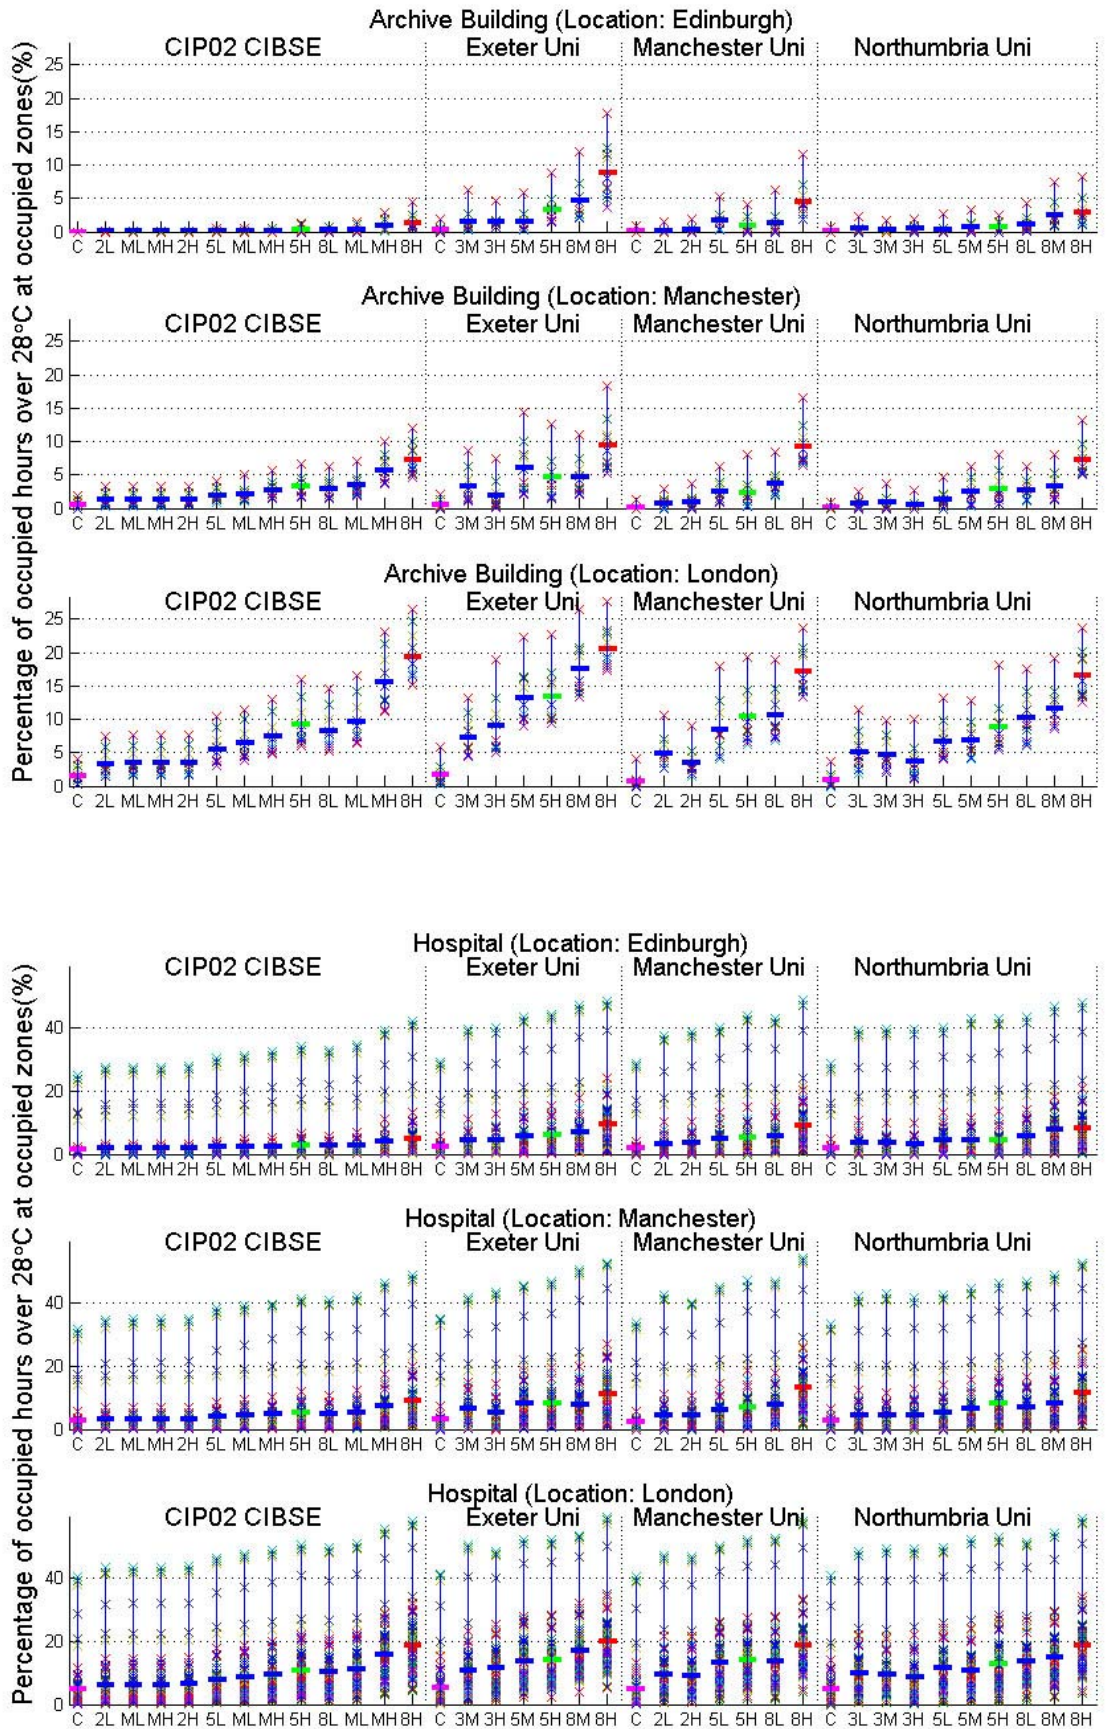 Archive Building (Location: Edinburgh)
CIP02 CIBSE Exeter Uni Manchester Uni Northumbria Uni
25
20
15
10
5
0
C 2L ML MH 2H 5L ML MH 5H 8L ML MH 8H C 3M 3H 5M 5H 8M 8H C 2L 2H 5L 5H 8L 8H C 3L 3M 3H 5L 5M 5H 8L 8M 8H
Percentage of occupied hours over 28°C at occupied zones(%)
Archive Building (Location: Manchester)
CIP02 CIBSE Exeter Uni Manchester Uni Northumbria Uni
25
20
15
10
5
0
C 2L ML MH 2H 5L ML MH 5H 8L ML MH 8H C 3M 3H 5M 5H 8M 8H C 2L 2H 5L 5H 8L 8H C 3L 3M 3H 5L 5M 5H 8L 8M 8H
Archive Building (Location: London)
CIP02 CIBSE Exeter Uni Manchester Uni Northumbria Uni
25
20
15
10
5
0
C 2L ML MH 2H 5L ML MH 5H 8L ML MH 8H C 3M 3H 5M 5H 8M 8H C 2L 2H 5L 5H 8L 8H C 3L 3M 3H 5L 5M 5H 8L 8M 8H
Hospital (Location: Edinburgh)
CIP02 CIBSE Exeter Uni Manchester Uni Northumbria Uni
40
20
0
C 2L ML MH 2H 5L ML MH 5H 8L ML MH 8H C 3M 3H 5M 5H 8M 8H C 2L 2H 5L 5H 8L 8H C 3L 3M 3H 5L 5M 5H 8L 8M 8H
Percentage of occupied hours over 28°C at occupied zones(%)
Hospital (Location: Manchester)
CIP02 CIBSE Exeter Uni Manchester Uni Northumbria Uni
40
20
0
C 2L ML MH 2H 5L ML MH 5H 8L ML MH 8H C 3M 3H 5M 5H 8M 8H C 2L 2H 5L 5H 8L 8H C 3L 3M 3H 5L 5M 5H 8L 8M 8H
Hospital (Location: London)
CIP02 CIBSE Exeter Uni Manchester Uni Northumbria Uni
40
20
0
C 2L ML MH 2H 5L ML MH 5H 8L ML MH 8H C 3M 3H 5M 5H 8M 8H C 2L 2H 5L 5H 8L 8H C 3L 3M 3H 5L 5M 5H 8L 8M 8H